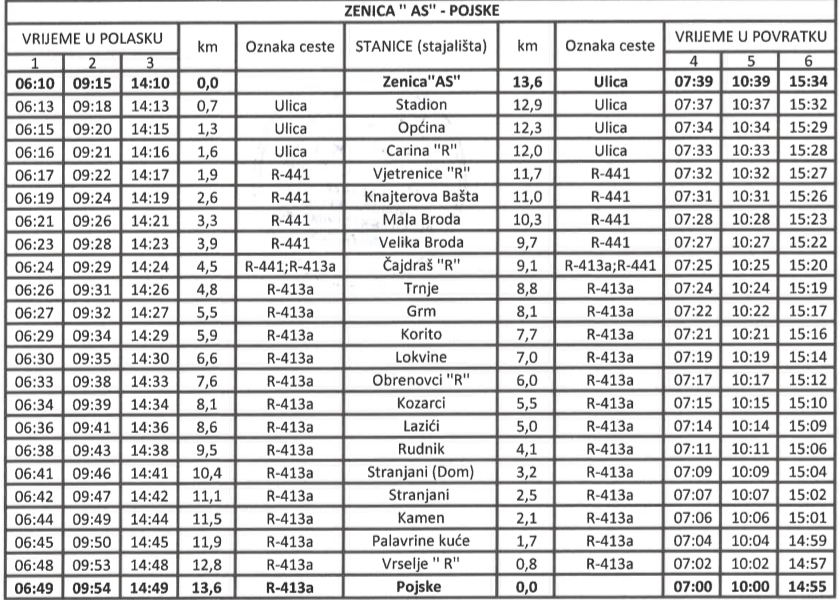 ZENICA " AS" - POJSKE
VRIJEME U POLASKU km Oznaka ceste STANICE (stajališta) km Oznaka ceste VRIJEME U POVRATKU
1 2 3 4 5 6
06:10 09:15 14:10 0,0 Zenica"AS" 13,6 Ulica 07:39 10:39 15:34
06:13 09:18 14:13 0,7 Ulica Stadion 12,9 Ulica 07:37 10:37 15:32
06:15 09:20 14:15 1,3 Ulica Općina 12,3 Ulica 07:34 10:34 15:29
06:16 09:21 14:16 1,6 Ulica Carina "R" 12,0 Ulica 07:33 10:33 15:28
06:17 09:22 14:17 1,9 R-441 Vjetrenice "R" 11,7 R-441 07:32 10:32 15:27
06:19 09:24 14:19 2,6 R-441 Knajterova Bašta 11,0 R-441 07:31 10:31 15:26
06:21 09:26 14:21 3,3 R-441 Mala Broda 10,3 R-441 07:28 10:28 15:23
06:23 09:28 14:23 3,9 R-441 Velika Broda 9,7 R-441 07:27 10:27 15:22
06:24 09:29 14:24 4,5 R-441;R-413a Čajdraš "R" 9,1 R-413a;R-441 07:25 10:25 15:20
06:26 09:31 14:26 4,8 R-413a Trnje 8,8 R-413a 07:24 10:24 15:19
06:27 09:32 14:27 5,5 R-413a Grm 8,1 R-413a 07:22 10:22 15:17
06:29 09:34 14:29 5,9 R-413a Korito 7,7 R-413a 07:21 10:21 15:16
06:30 09:35 14:30 6,6 R-413a Lokvine 7,0 R-413a 07:19 10:19 15:14
06:33 09:38 14:33 7,6 R-413a Obrenovci "R" 6,0 R-413a 07:17 10:17 15:12
06:34 09:39 14:34 8,1 R-413a Kozarci 5,5 R-413a 07:15 10:15 15:10
06:36 09:41 14:36 8,6 R-413a Lazići 5,0 R-413a 07:14 10:14 15:09
06:38 09:43 14:38 9,5 R-413a Rudnik 4,1 R-413a 07:11 10:11 15:06
06:41 09:46 14:41 10,4 R-413a Stranjani (Dom) 3,2 R-413a 07:09 10:09 15:04
06:42 09:47 14:42 11,1 R-413a Stranjani 2,5 R-413a 07:07 10:07 15:02
06:44 09:49 14:44 11,5 R-413a Kamen 2,1 R-413a 07:06 10:06 15:01
06:45 09:50 14:45 11,9 R-413a Palavrine kuće 1,7 R-413a 07:04 10:04 14:59
06:48 09:53 14:48 12,8 R-413a Vrselje " R" 0,8 R-413a 07:02 10:02 14:57
06:49 09:54 14:49 13,6 R-413a Pojske 0,0 07:00 10:00 14:55